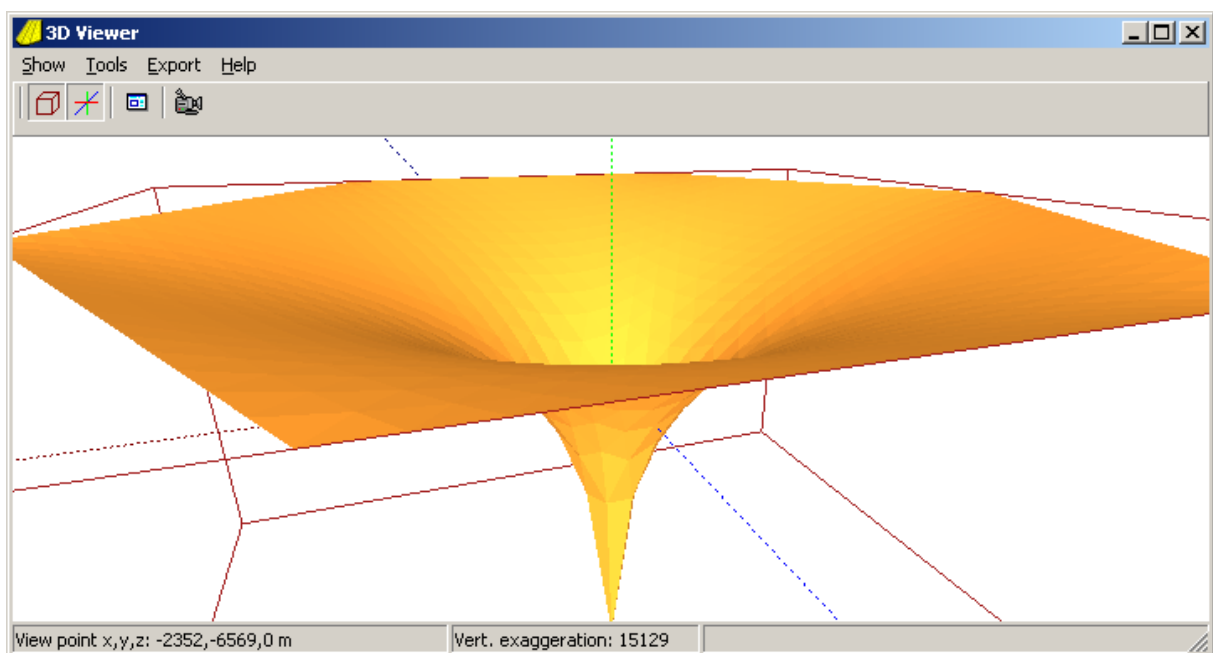 3D Viewer
Show Tools Export Help
View point x,y,z: -2352,-6569,0 m Vert. exaggeration: 15129